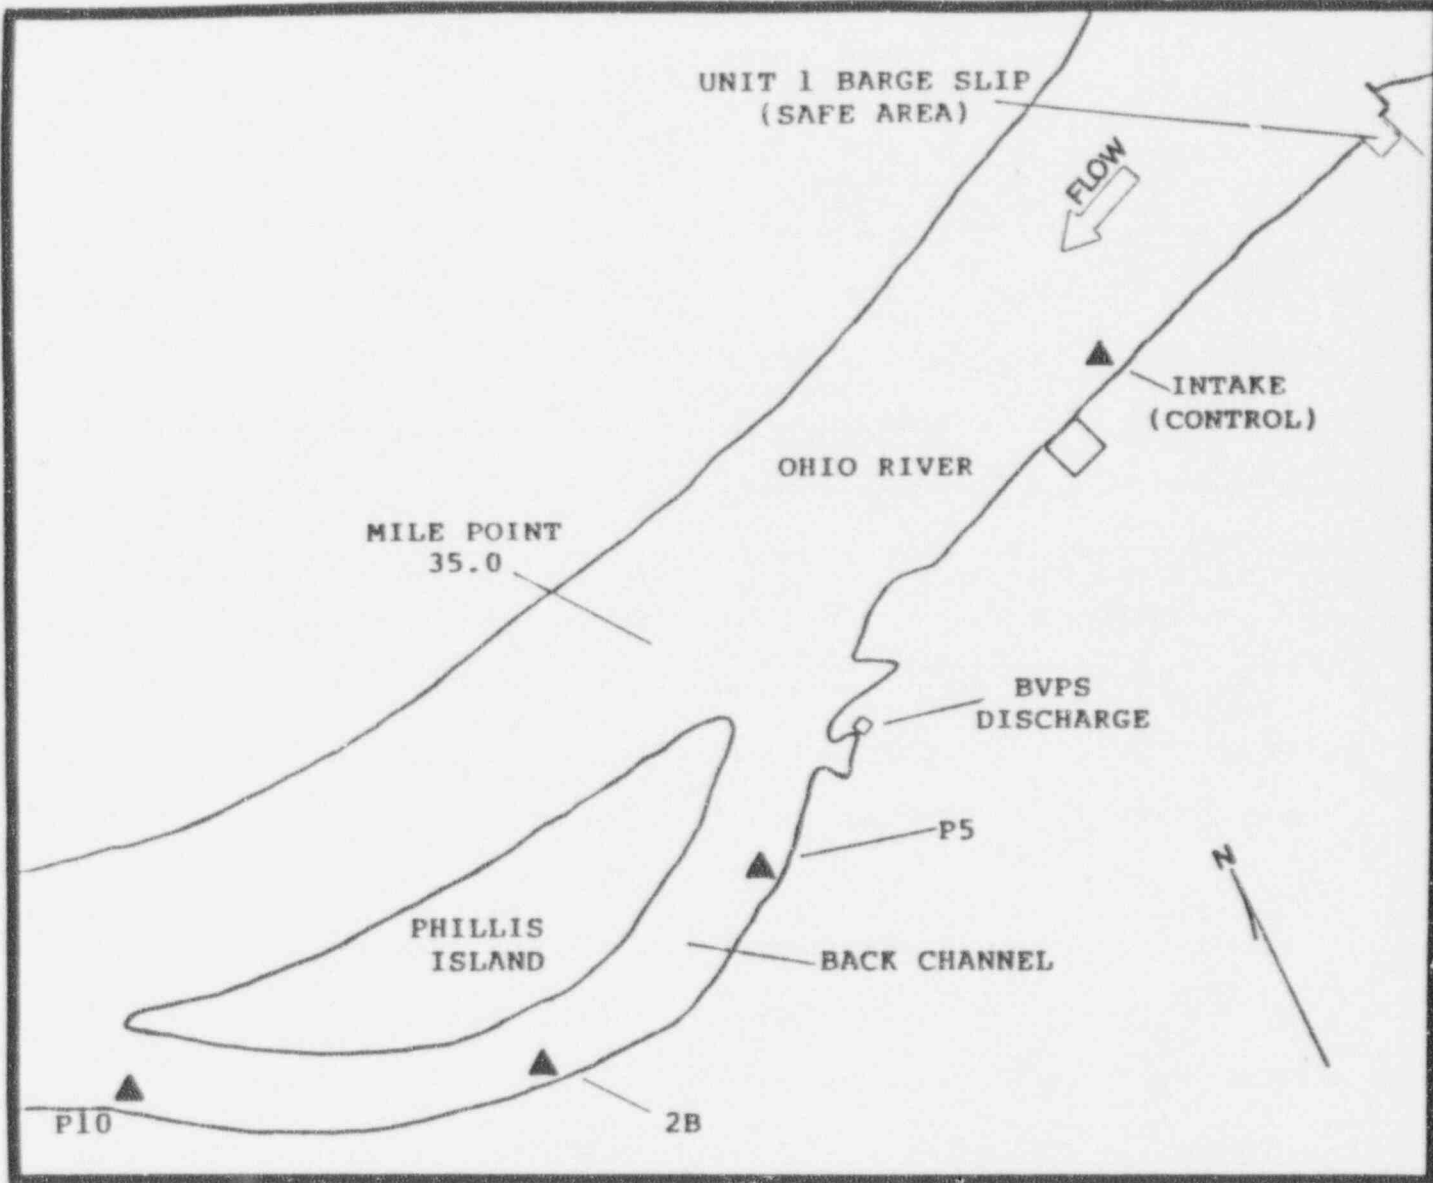 UNIT 1 BARGE SLIP
(SAFE AREA)
FLOW
INTAKE
(CONTROL)
OHIO RIVER
MILE POINT
35.0
BVPS
DISCHARGE
P5
N
PHILLIS
ISLAND
BACK CHANNEL
P10
2B